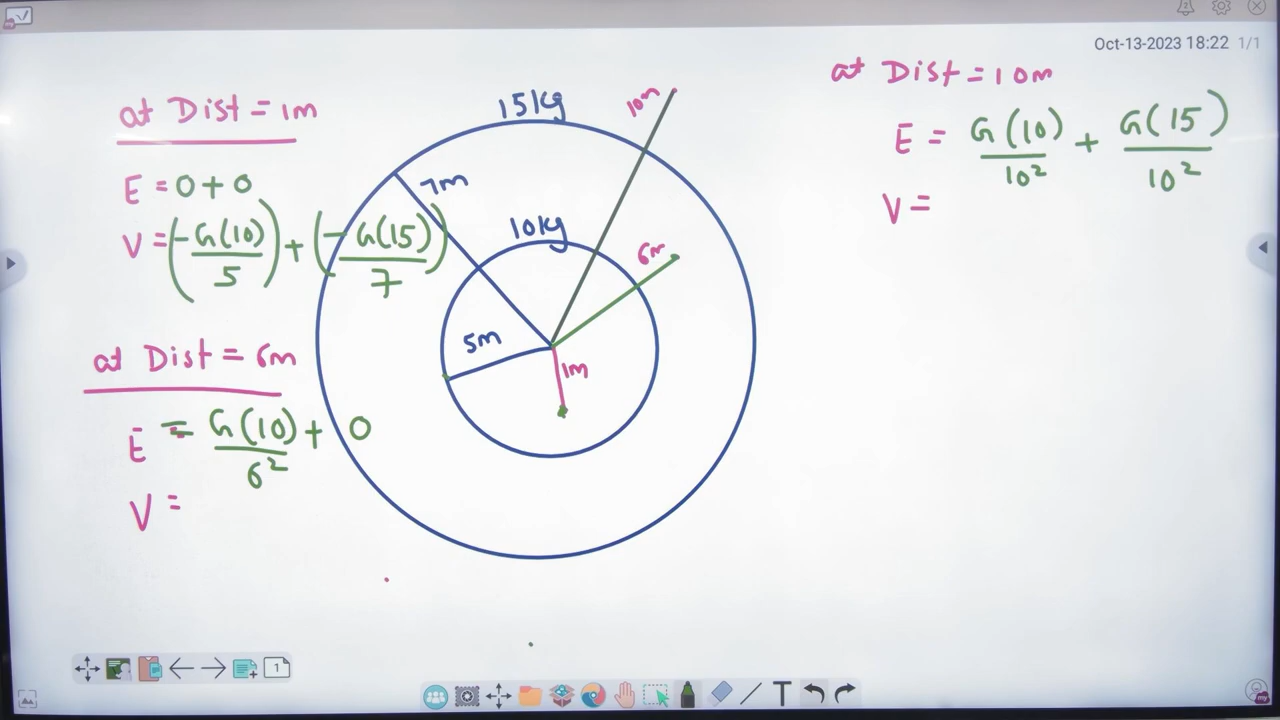 Oct-13-2023 18:22 1/1
at Dist = 1m
E = 0 + 0
V = (-G(10)/5) + (-G(15)/7)
at Dist = 6m
E = G(10)/6² + 0
V =
15kg
7m
10kg
5m
1m
6m
10m
at Dist = 10m
E = G(10)/10² + G(15)/10²
V =
1
T